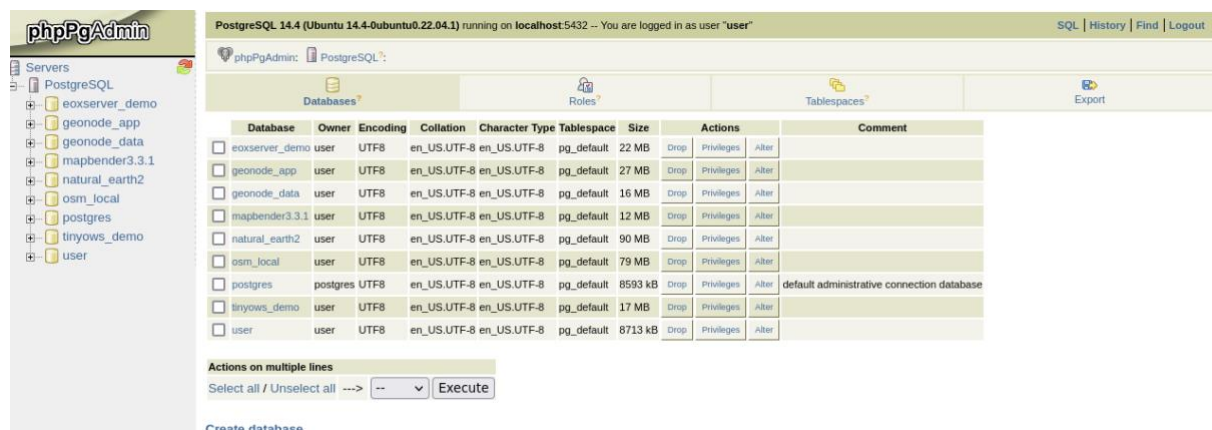 phpPgAdmin
Servers
PostgreSQL
eoxserver_demo
geonode_app
geonode_data
mapbender3.3.1
natural_earth2
osm_local
postgres
tinyows_demo
user
PostgreSQL 14.4 (Ubuntu 14.4-0ubuntu0.22.04.1) running on localhost:5432 -- You are logged in as user "user"
SQL | History | Find | Logout
phpPgAdmin: PostgreSQL?:
Databases? Roles? Tablespaces? Export
Database Owner Encoding Collation Character Type Tablespace Size Actions Comment
eoxserver_demo user UTF8 en_US.UTF-8 en_US.UTF-8 pg_default 22 MB Drop Privileges Alter
geonode_app user UTF8 en_US.UTF-8 en_US.UTF-8 pg_default 27 MB Drop Privileges Alter
geonode_data user UTF8 en_US.UTF-8 en_US.UTF-8 pg_default 16 MB Drop Privileges Alter
mapbender3.3.1 user UTF8 en_US.UTF-8 en_US.UTF-8 pg_default 12 MB Drop Privileges Alter
natural_earth2 user UTF8 en_US.UTF-8 en_US.UTF-8 pg_default 90 MB Drop Privileges Alter
osm_local user UTF8 en_US.UTF-8 en_US.UTF-8 pg_default 79 MB Drop Privileges Alter
postgres postgres UTF8 en_US.UTF-8 en_US.UTF-8 pg_default 8593 kB Drop Privileges Alter default administrative connection database
tinyows_demo user UTF8 en_US.UTF-8 en_US.UTF-8 pg_default 17 MB Drop Privileges Alter
user user UTF8 en_US.UTF-8 en_US.UTF-8 pg_default 8713 kB Drop Privileges Alter
Actions on multiple lines
Select all / Unselect all ---> -- Execute
Create database